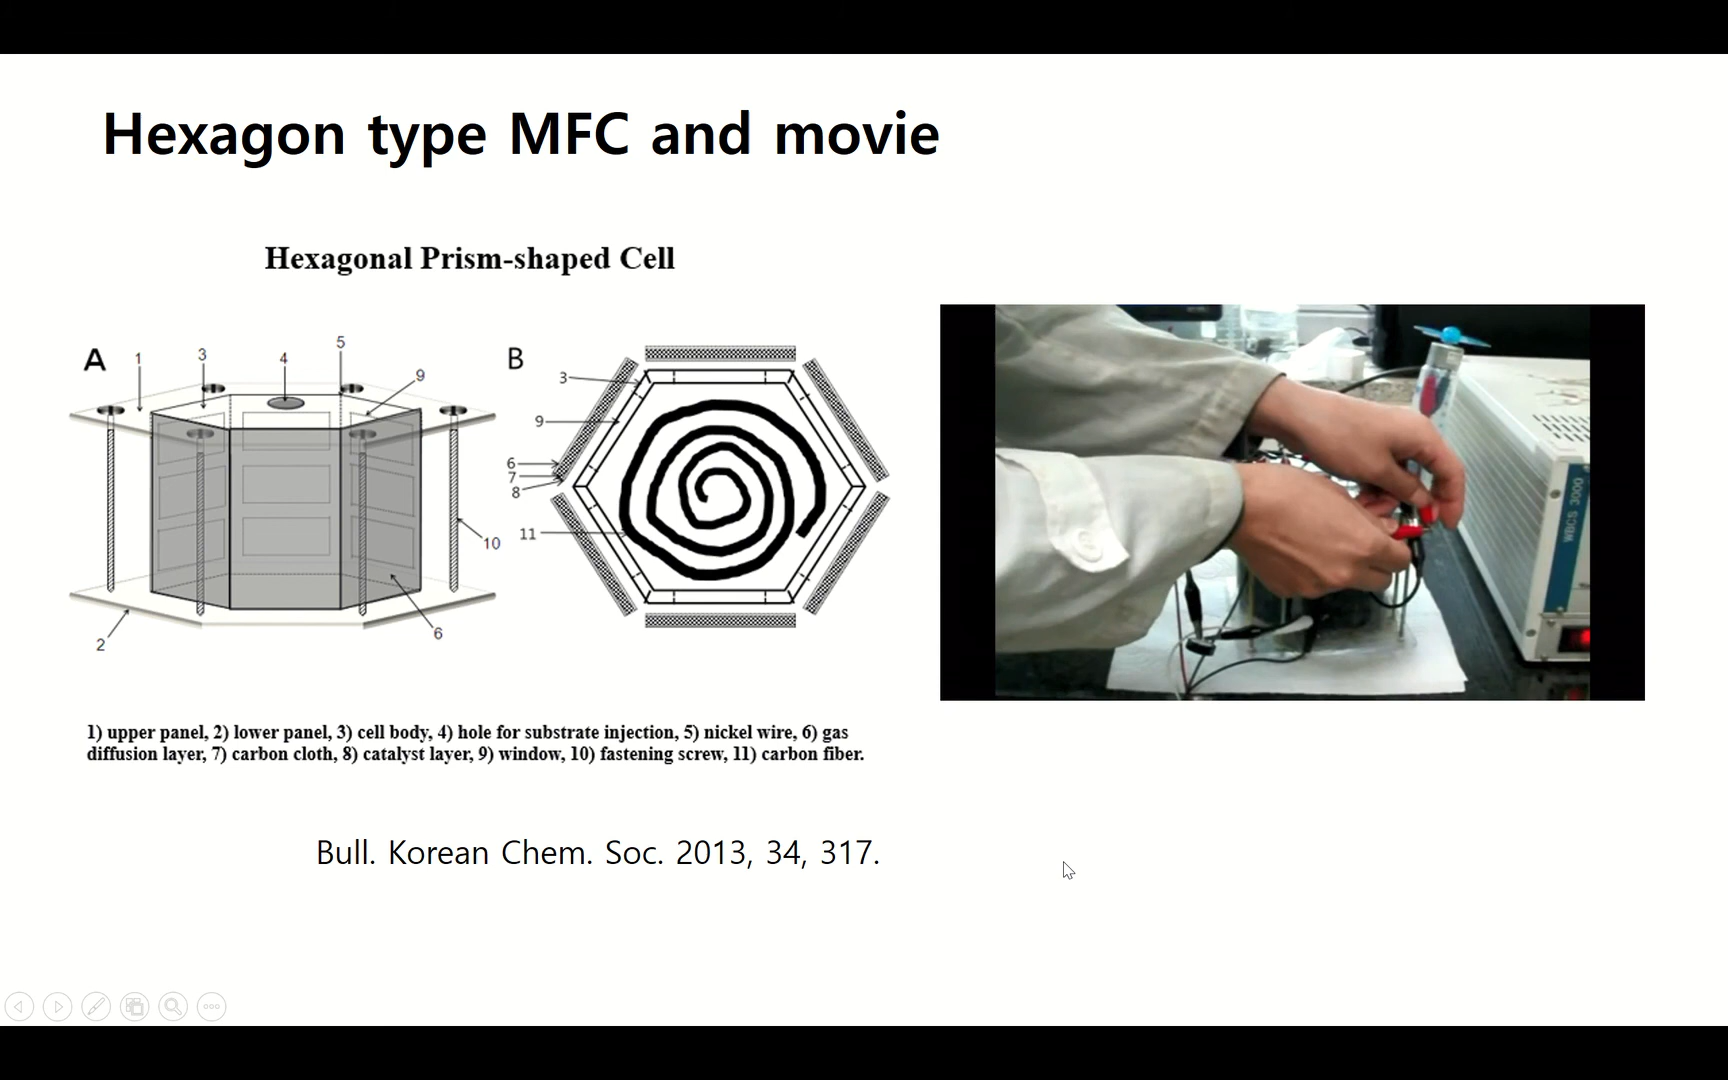 Hexagon type MFC and movie
Hexagonal Prism-shaped Cell
A
1
3
4
5
9
10
2
6
B
3
9
6
7
8
11
WBCS 3000
1) upper panel, 2) lower panel, 3) cell body, 4) hole for substrate injection, 5) nickel wire, 6) gas
diffusion layer, 7) carbon cloth, 8) catalyst layer, 9) window, 10) fastening screw, 11) carbon fiber.
Bull. Korean Chem. Soc. 2013, 34, 317.